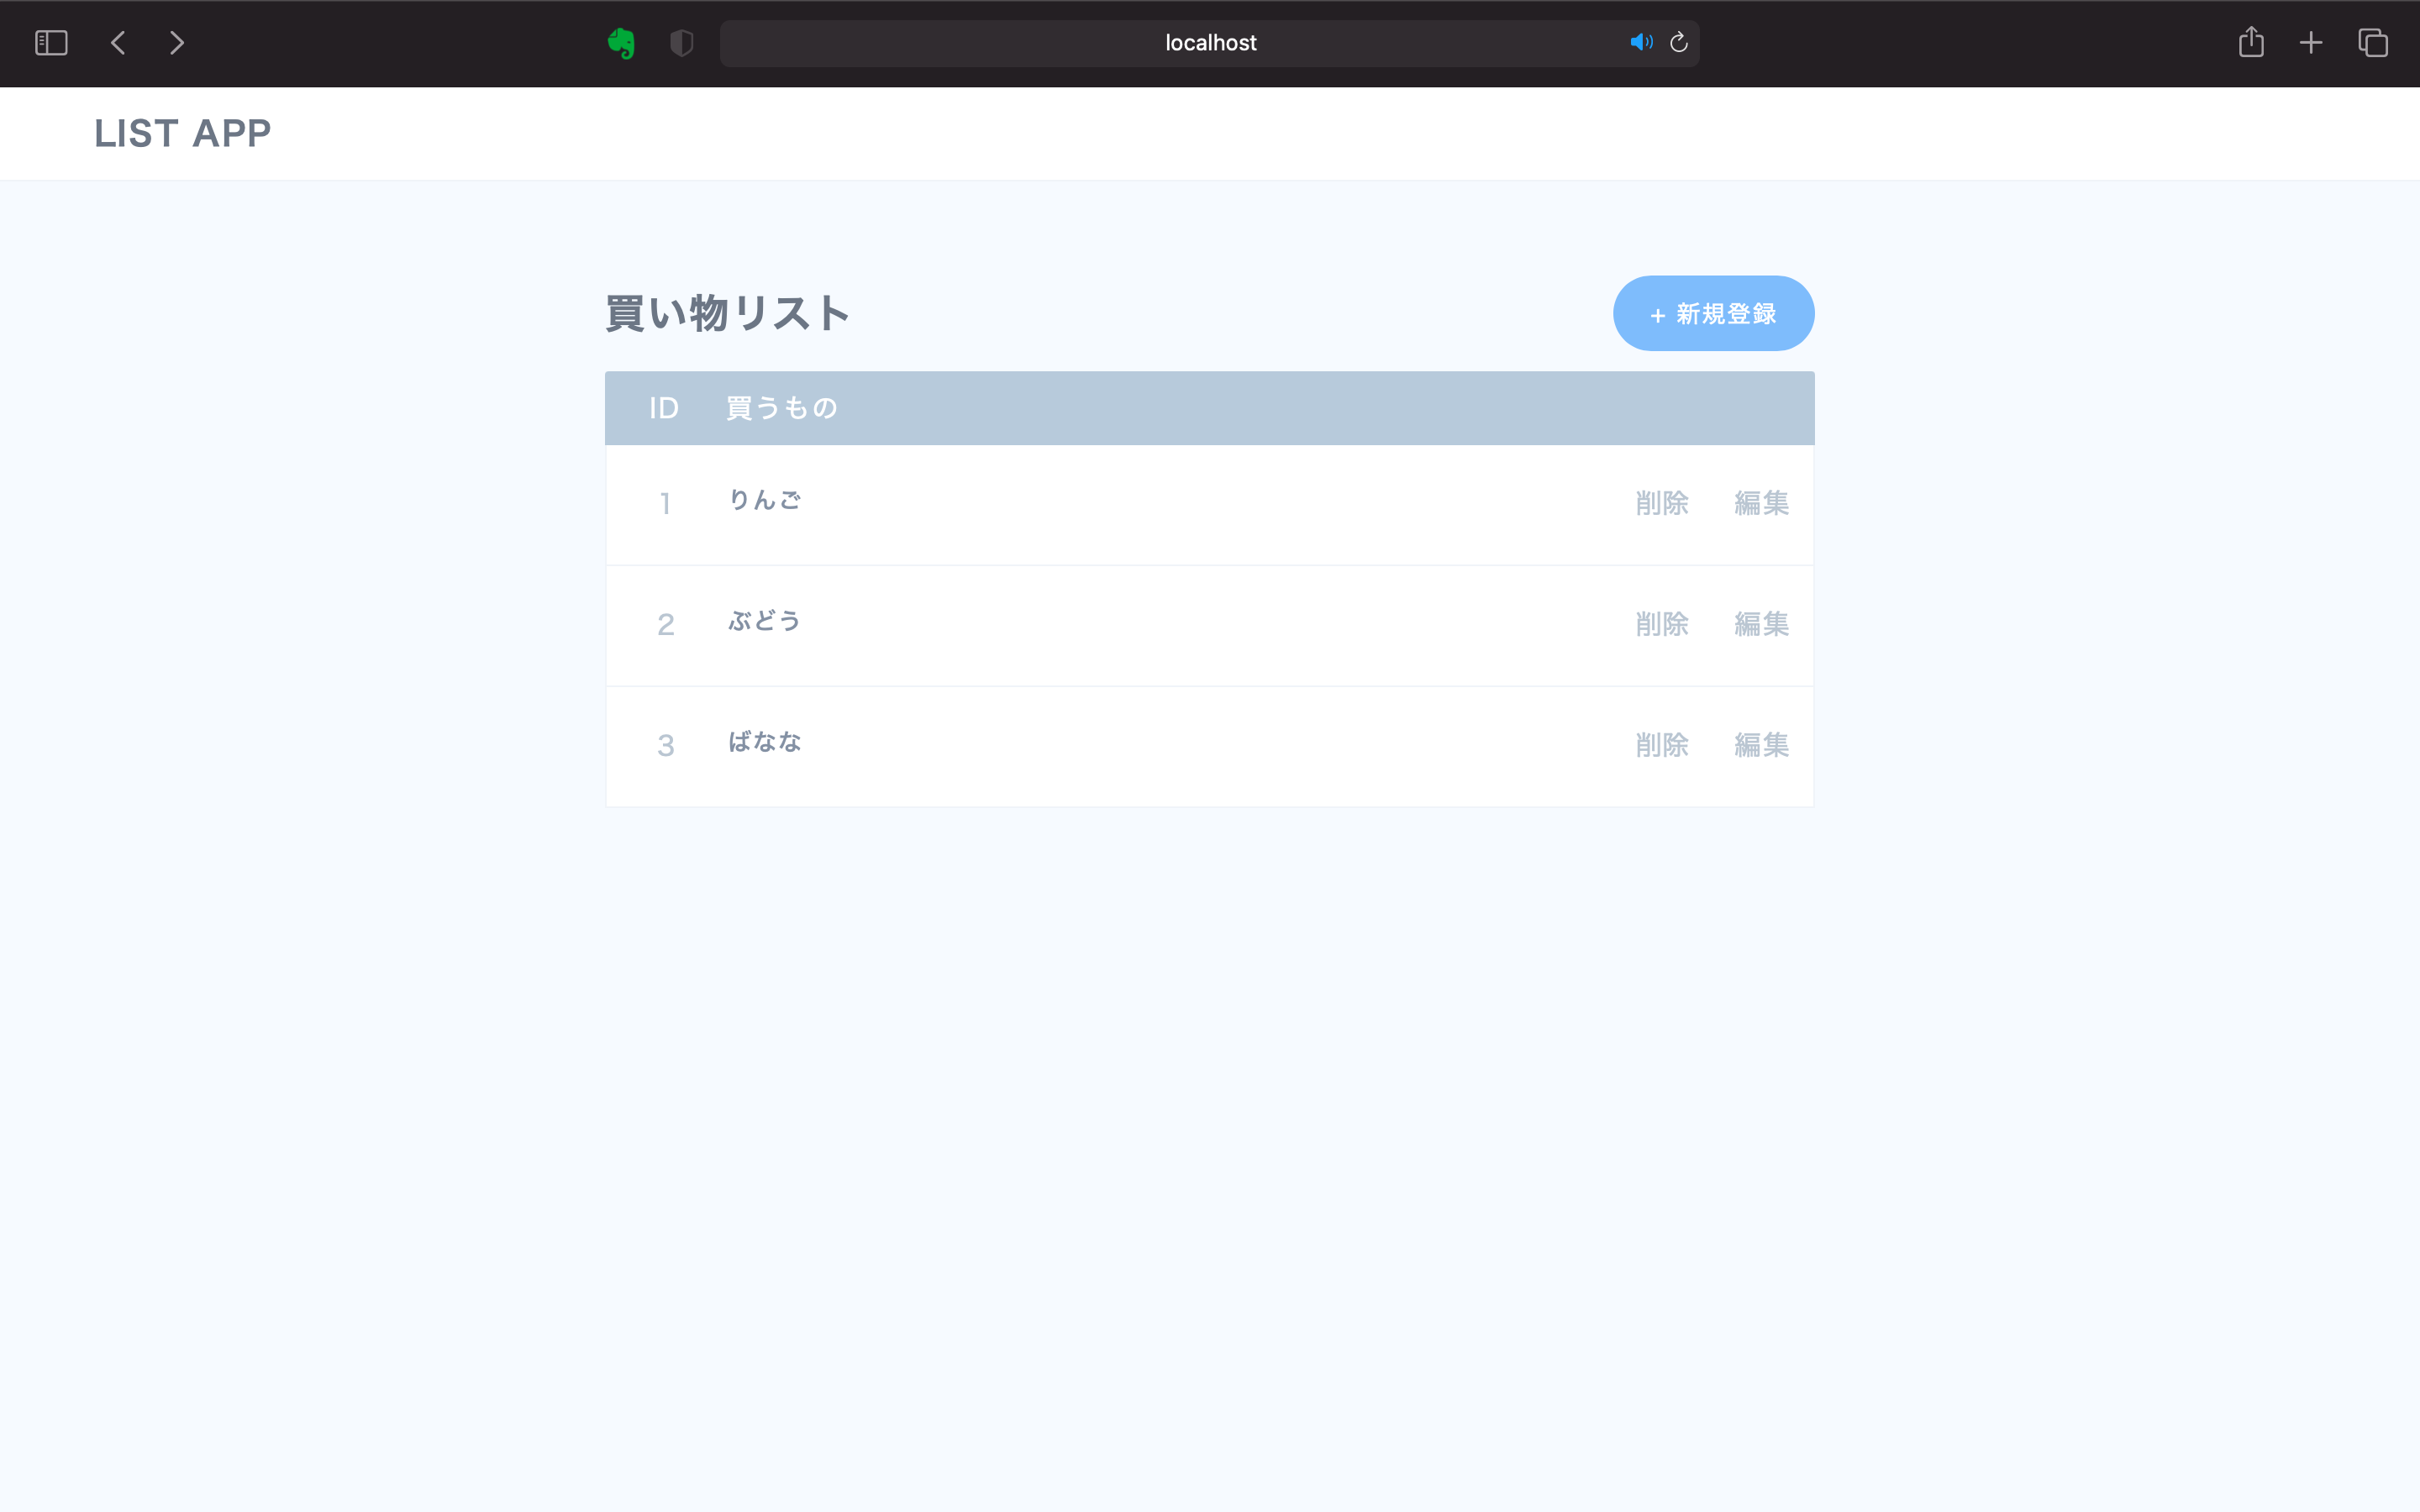 localhost
LIST APP
買い物リスト
+ 新規登録
ID 買うもの
1 りんご 削除 編集
2 ぶどう 削除 編集
3 ばなな 削除 編集